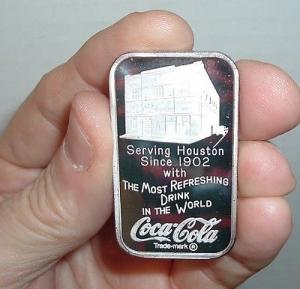 Serving Houston
Since 1902
with
THE MOST REFRESHING
DRINK
IN THE WORLD
Coca-Cola
Trade-mark ®